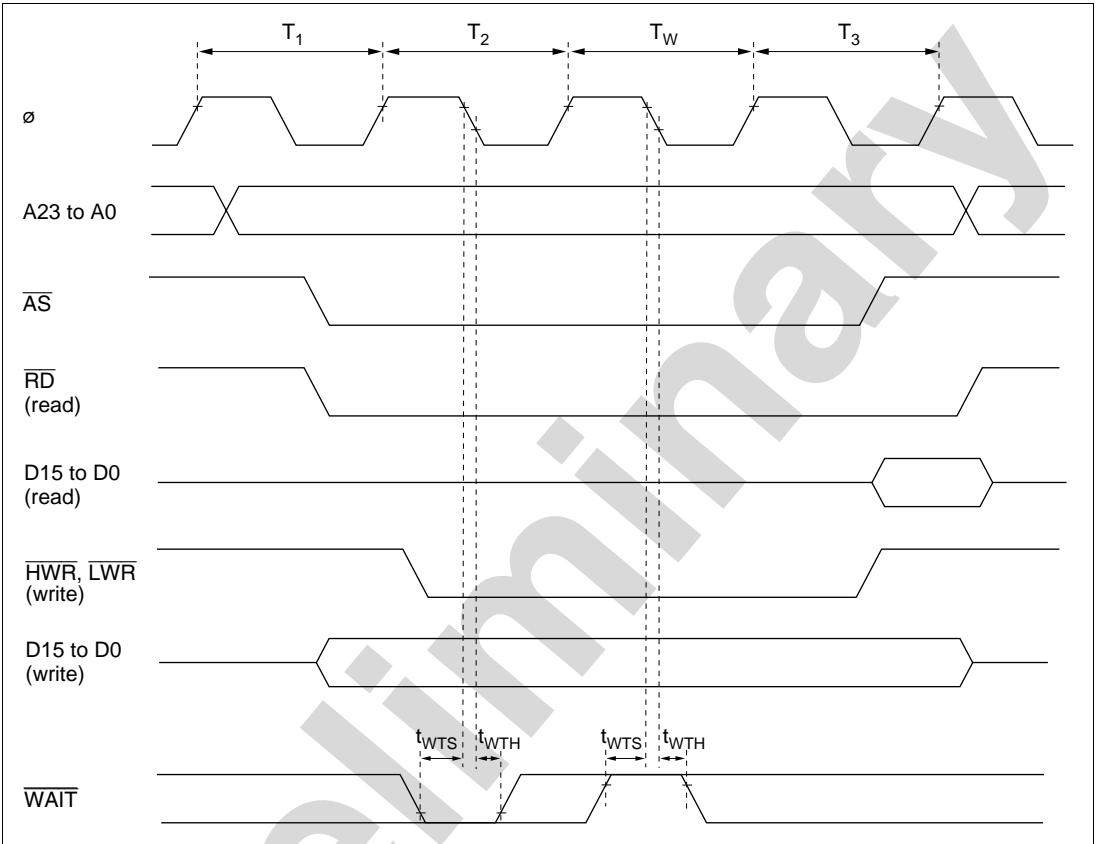 T1 T2 TW T3
ø
A23 to A0
AS
RD
(read)
D15 to D0
(read)
HWR, LWR
(write)
D15 to D0
(write)
tWTS tWTH tWTS tWTH
WAIT
eliminary